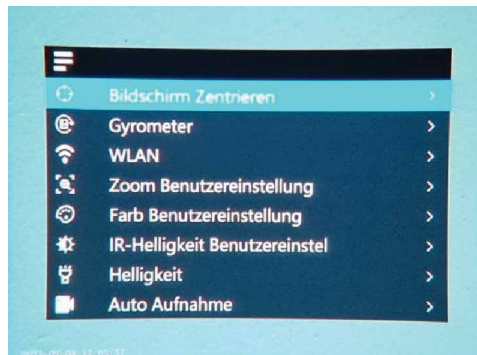 Bildschirm Zentrieren
Gyrometer
WLAN
Zoom Benutzereinstellung
Farb Benutzereinstellung
IR-Helligkeit Benutzereinstel
Helligkeit
Auto Aufnahme